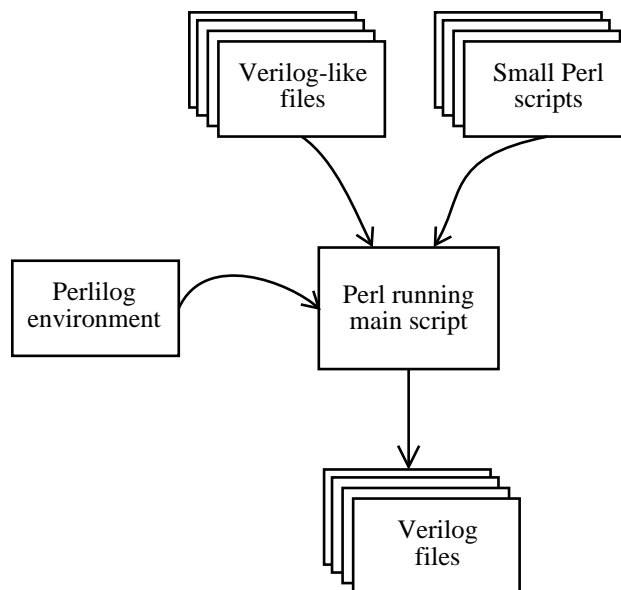 Verilog-like
files
Small Perl
scripts
Perlilog
environment
Perl running
main script
Verilog
files